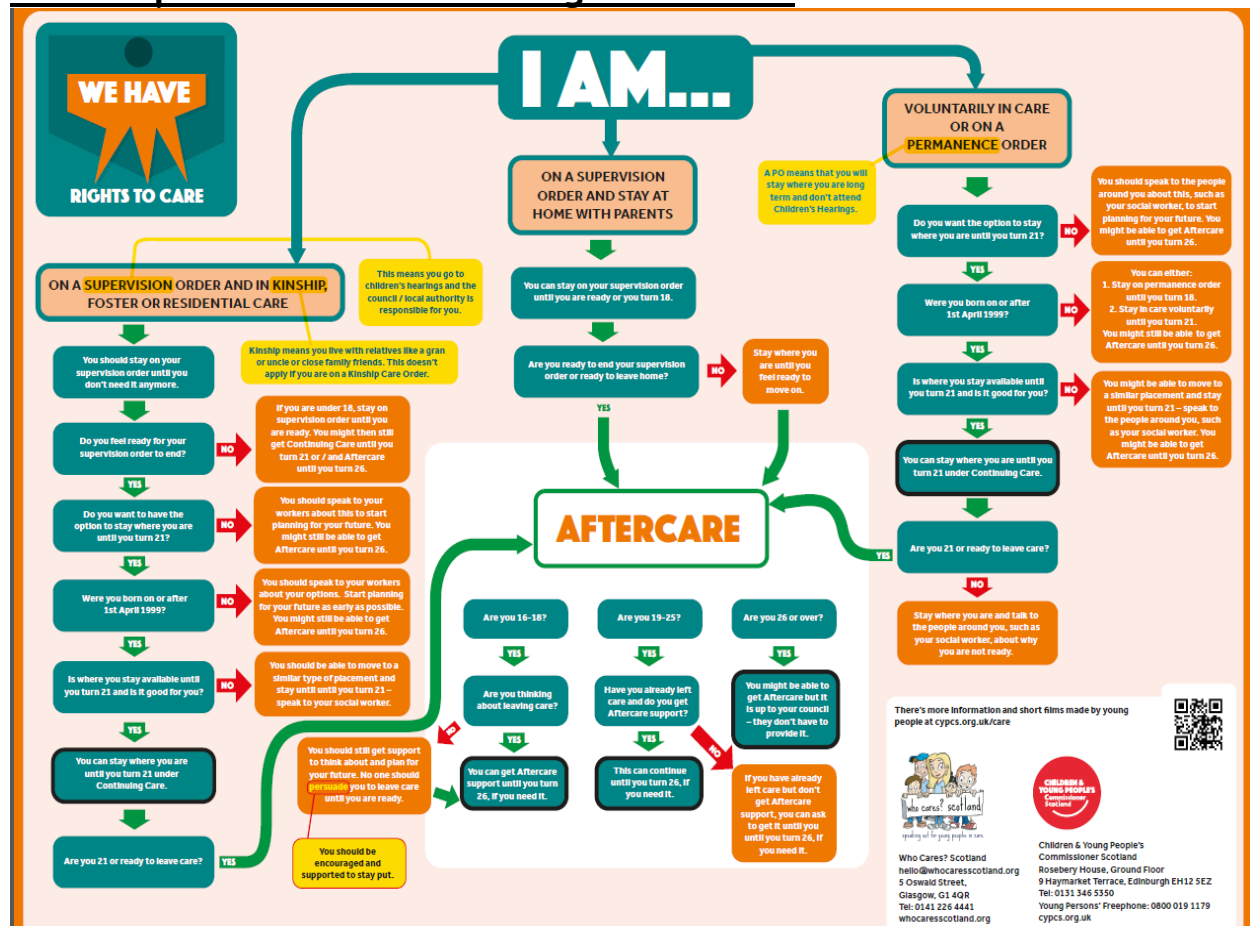 I AM...
WE HAVE
RIGHTS TO CARE
ON A SUPERVISION ORDER AND IN KINSHIP,
FOSTER OR RESIDENTIAL CARE
This means you go to
children's hearings and the
council / local authority is
responsible for you.
Kinship means you live with relatives like a gran
or uncle or close family friends. This doesn't
apply if you are on a Kinship Care Order.
You should stay on your
supervision order until you
don't need it anymore.
Do you feel ready for your
supervision order to end?
NO
If you are under 18, stay on
supervision order until you
are ready. You might then still
get Continuing Care until you
turn 21 or / and Aftercare
until you turn 26.
YES
Do you want to have the
option to stay where you are
until you turn 21?
NO
You should speak to your
workers about this to start
planning for your future. You
might still be able to get
Aftercare until you turn 26.
YES
Were you born on or after
1st April 1999?
NO
You should speak to your workers
about your options. Start planning
for your future as early as possible.
You might still be able to get
Aftercare until you turn 26.
YES
Is where you stay available until
you turn 21 and is it good for you?
NO
You should be able to move to a
similar type of placement and
stay until until you turn 21 –
speak to your social worker.
YES
You can stay where you are
until you turn 21 under
Continuing Care.
Are you 21 or ready to leave care?
YES
ON A SUPERVISION
ORDER AND STAY AT
HOME WITH PARENTS
You can stay on your supervision order
until you are ready or you turn 18.
Are you ready to end your supervision
order or ready to leave home?
NO
Stay where you
are until you
feel ready to
move on.
YES
VOLUNTARILY IN CARE
OR ON A
PERMANENCE ORDER
A PO means that you will
stay where you are long
term and don't attend
Children's Hearings.
Do you want the option to stay
where you are until you turn 21?
NO
You should speak to the people
around you about this, such as
your social worker, to start
planning for your future. You
might be able to get Aftercare
until you turn 26.
YES
Were you born on or after
1st April 1999?
NO
You can either:
1. Stay on permanence order
until you turn 18.
2. Stay in care voluntarily
until you turn 21.
You might still be able to get
Aftercare until you turn 26.
YES
Is where you stay available until
you turn 21 and is it good for you?
NO
You might be able to move to
a similar placement and stay
until you turn 21 – speak to
the people around you, such
as your social worker. You
might be able to get
Aftercare until you turn 26.
YES
You can stay where you are until you
turn 21 under Continuing Care.
Are you 21 or ready to leave care?
YES
NO
Stay where you are and talk to
the people around you, such as
your social worker, about why
you are not ready.
AFTERCARE
Are you 16-18?
YES
Are you thinking
about leaving care?
NO
You should still get support
to think about and plan for
your future. No one should
persuade you to leave care
until you are ready.
You should be
encouraged and
supported to stay put.
YES
You can get Aftercare
support until you turn
26, if you need it.
Are you 19-25?
YES
Have you already left
care and do you get
Aftercare support?
YES
This can continue
until you turn 26, if
you need it.
NO
If you have already
left care but don't
get Aftercare
support, you can ask
to get it until you
until you turn 26, if
you need it.
Are you 26 or over?
YES
You might be able to
get Aftercare but it
is up to your council
– they don't have to
provide it.
There's more information and short films made by young
people at cypcs.org.uk/care
who cares? scotland
speaking out for young people in care
Who Cares? Scotland
hello@whocaresscotland.org
5 Oswald Street,
Glasgow, G1 4QR
Tel: 0141 226 4441
whocaresscotland.org
CHILDREN &
YOUNG PEOPLE'S
Commissioner
Scotland
Children & Young People's
Commissioner Scotland
Rosebery House, Ground Floor
9 Haymarket Terrace, Edinburgh EH12 5EZ
Tel: 0131 346 5350
Young Persons' Freephone: 0800 019 1179
cypcs.org.uk